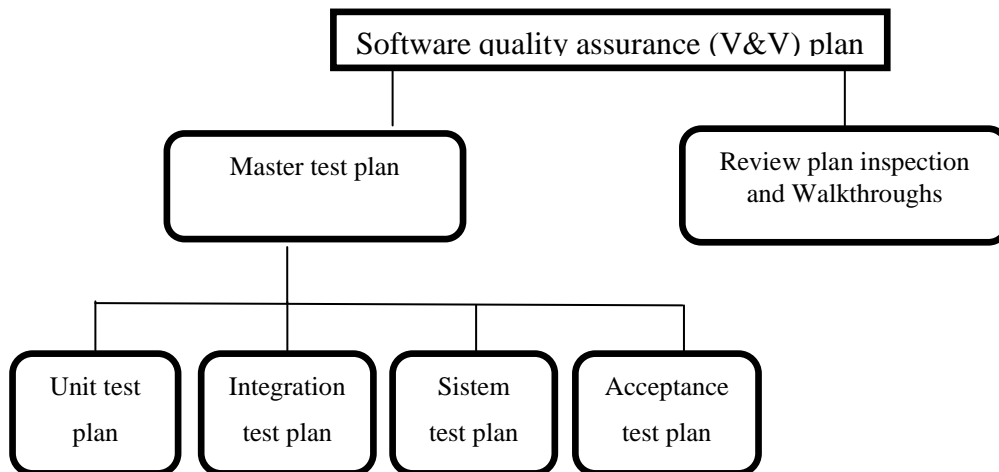 Software quality assurance (V&V) plan
Master test plan
Review plan inspection
and Walkthroughs
Unit test
plan
Integration
test plan
Sistem
test plan
Acceptance
test plan